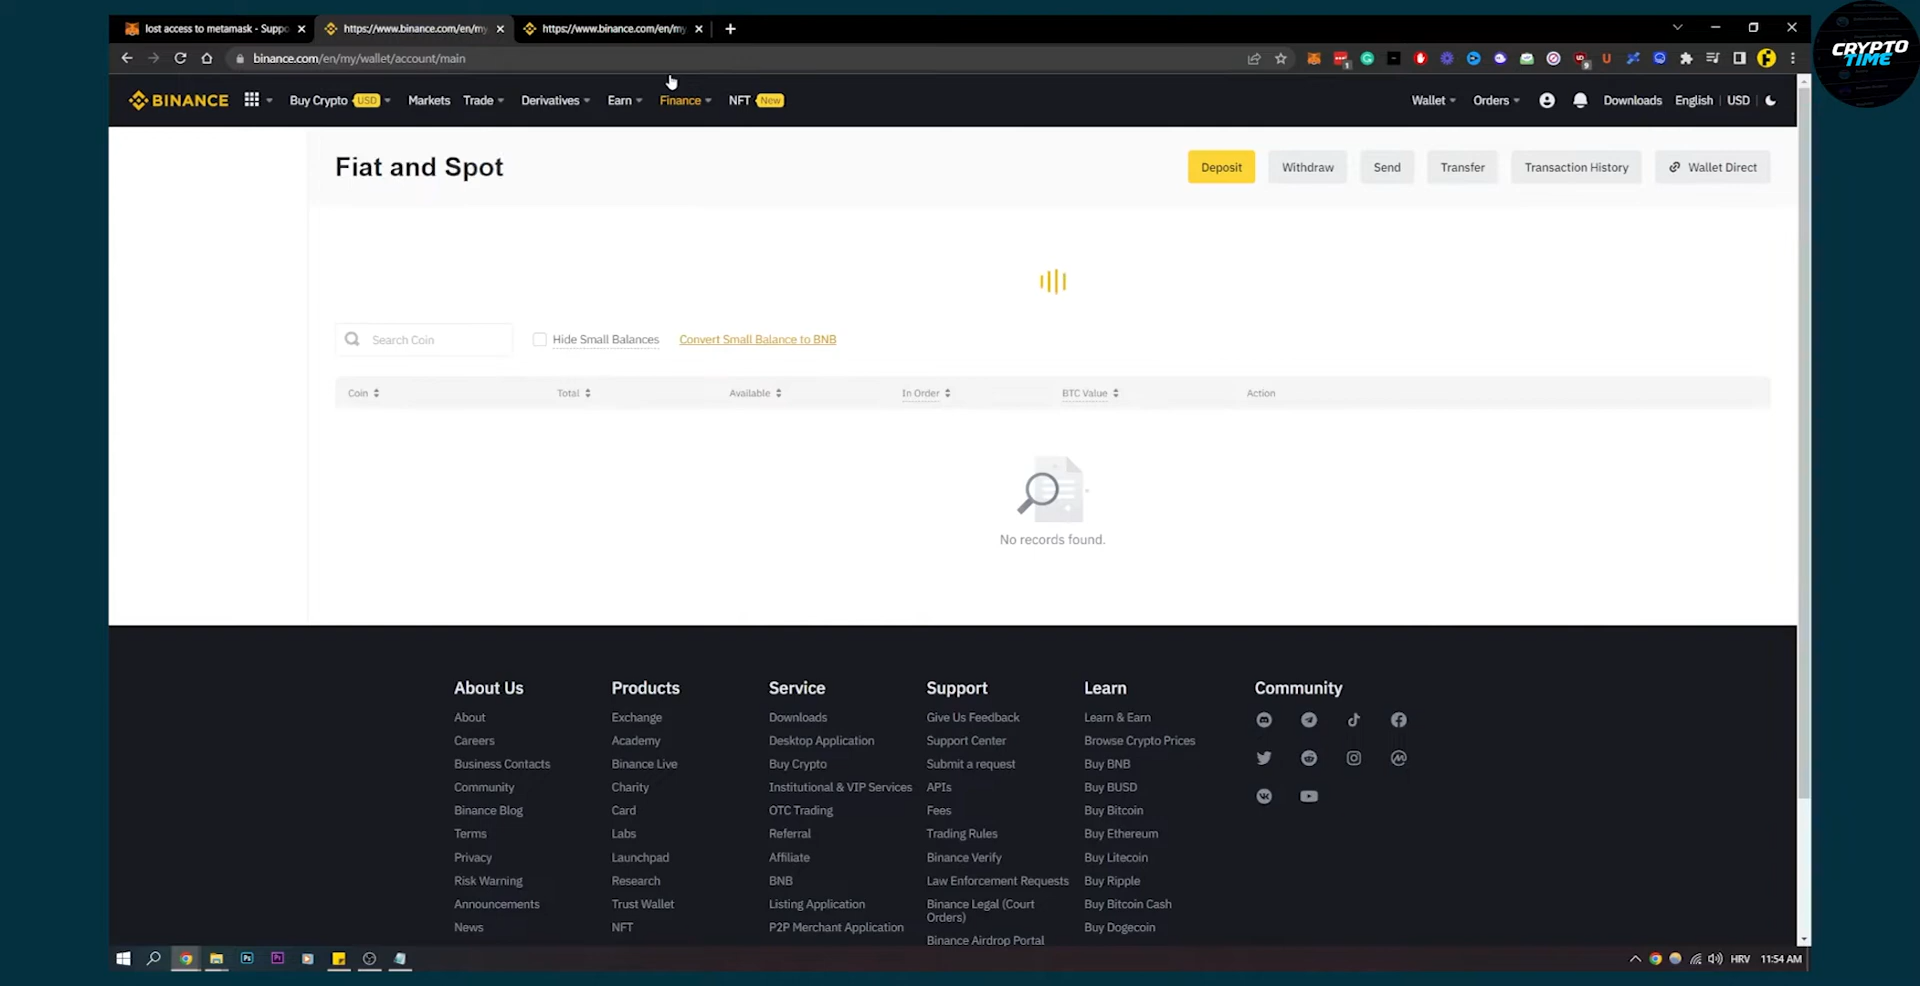 lost access to metamask - Suppo
https://www.binance.com/en/my
https://www.binance.com/en/my
CRYPTO
TIME
binance.com/en/my/wallet/account/main
BINANCE
Buy Crypto USD
Markets
Trade
Derivatives
Earn
Finance
NFT New
Wallet
Orders
Downloads
English
USD
Fiat and Spot
Deposit
Withdraw
Send
Transfer
Transaction History
Wallet Direct
Search Coin
Hide Small Balances
Convert Small Balance to BNB
Coin
Total
Available
In Order
BTC Value
Action
No records found.
About Us
About
Careers
Business Contacts
Community
Binance Blog
Terms
Privacy
Risk Warning
Announcements
News
Products
Exchange
Academy
Binance Live
Charity
Card
Labs
Launchpad
Research
Trust Wallet
NFT
Service
Downloads
Desktop Application
Buy Crypto
Institutional & VIP Services
OTC Trading
Referral
Affiliate
BNB
Listing Application
P2P Merchant Application
Support
Give Us Feedback
Support Center
Submit a request
APIs
Fees
Trading Rules
Binance Verify
Law Enforcement Requests
Binance Legal (Court
Orders)
Binance Airdrop Portal
Learn
Learn & Earn
Browse Crypto Prices
Buy BNB
Buy BUSD
Buy Bitcoin
Buy Ethereum
Buy Litecoin
Buy Ripple
Buy Bitcoin Cash
Buy Dogecoin
Community
HRV
11:54 AM